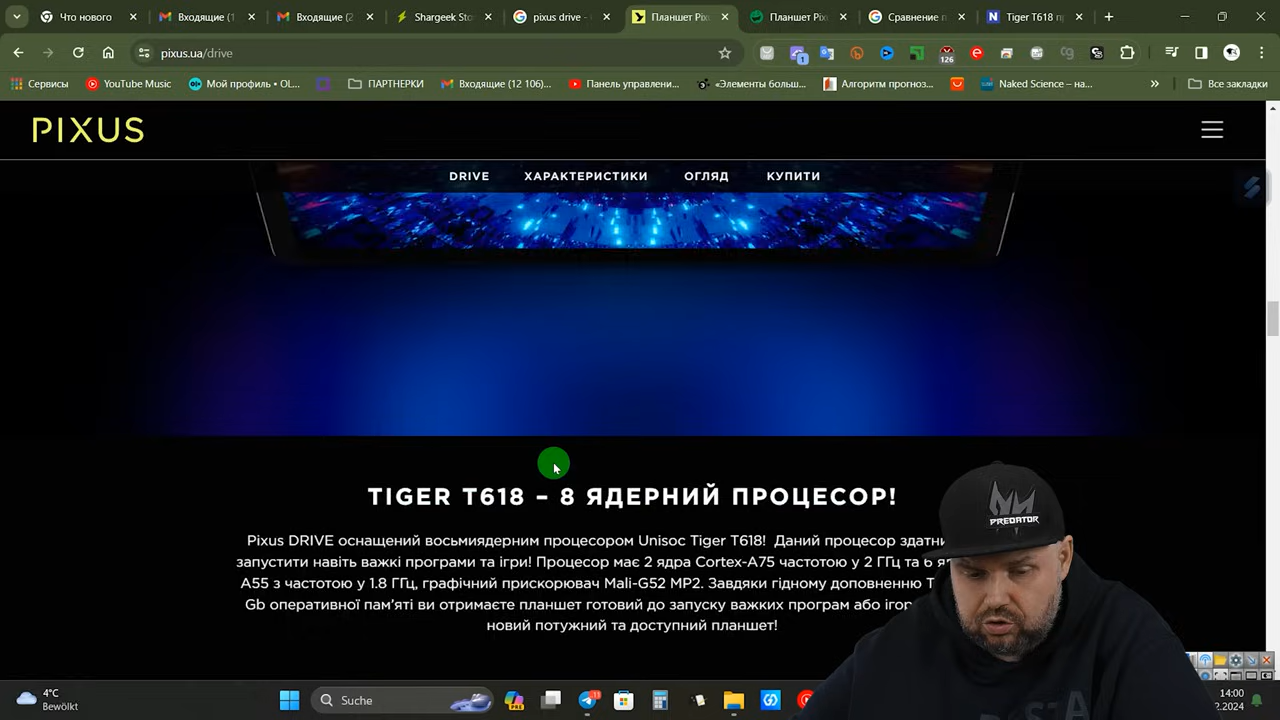 Что нового
Входящие (1
Входящие (2
Shargeek Sto
pixus drive -
Планшет Pix
Планшет Pix
Сравнение п
Tiger T618 п
pixus.ua/drive
1
126
Сервисы
YouTube Music
Мой профиль • OL...
ПАРТНЕРКИ
Входящие (12 106)...
Панель управлени...
«Элементы больш...
Алгоритм прогноз...
Naked Science – на...
Все закладки
PIXUS
DRIVE
ХАРАКТЕРИСТИКИ
ОГЛЯД
КУПИТИ
TIGER T618 – 8 ЯДЕРНИЙ ПРОЦЕСОР!
Pixus DRIVE оснащений восьмиядерним процесором Unisoc Tiger T618! Даний процесор здатни
запустити навіть важкі програми та ігри! Процесор має 2 ядра Cortex-A75 частотою у 2 ГГц та 6 я
A55 з частотою у 1.8 ГГц, графічний прискорювач Mali-G52 MP2. Завдяки гідному доповненню
Gb оперативної пам'яті ви отримаєте планшет готовий до запуску важких програм або ігор
новий потужний та доступний планшет!
PREDATOR
4°C
Bewölkt
Suche
PRE
11
14:00
2.2024